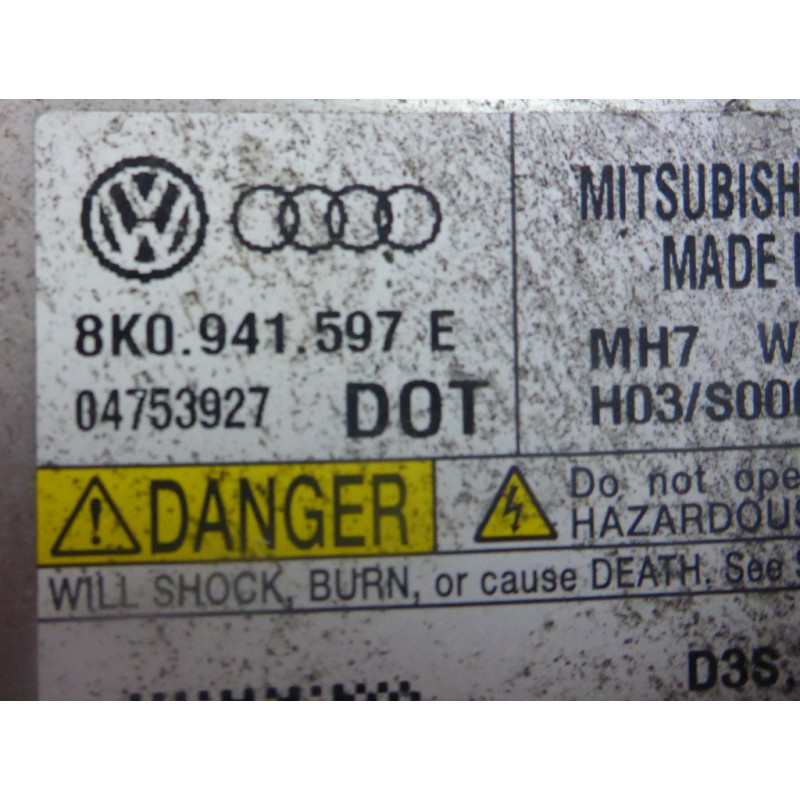 8K0.941.597 E
04753927 DOT
MITSUBISH
MADE
MH7 W
H03/S000
DANGER
Do not ope
HAZARDOUS
WILL SHOCK, BURN, or cause DEATH. See
D3S.